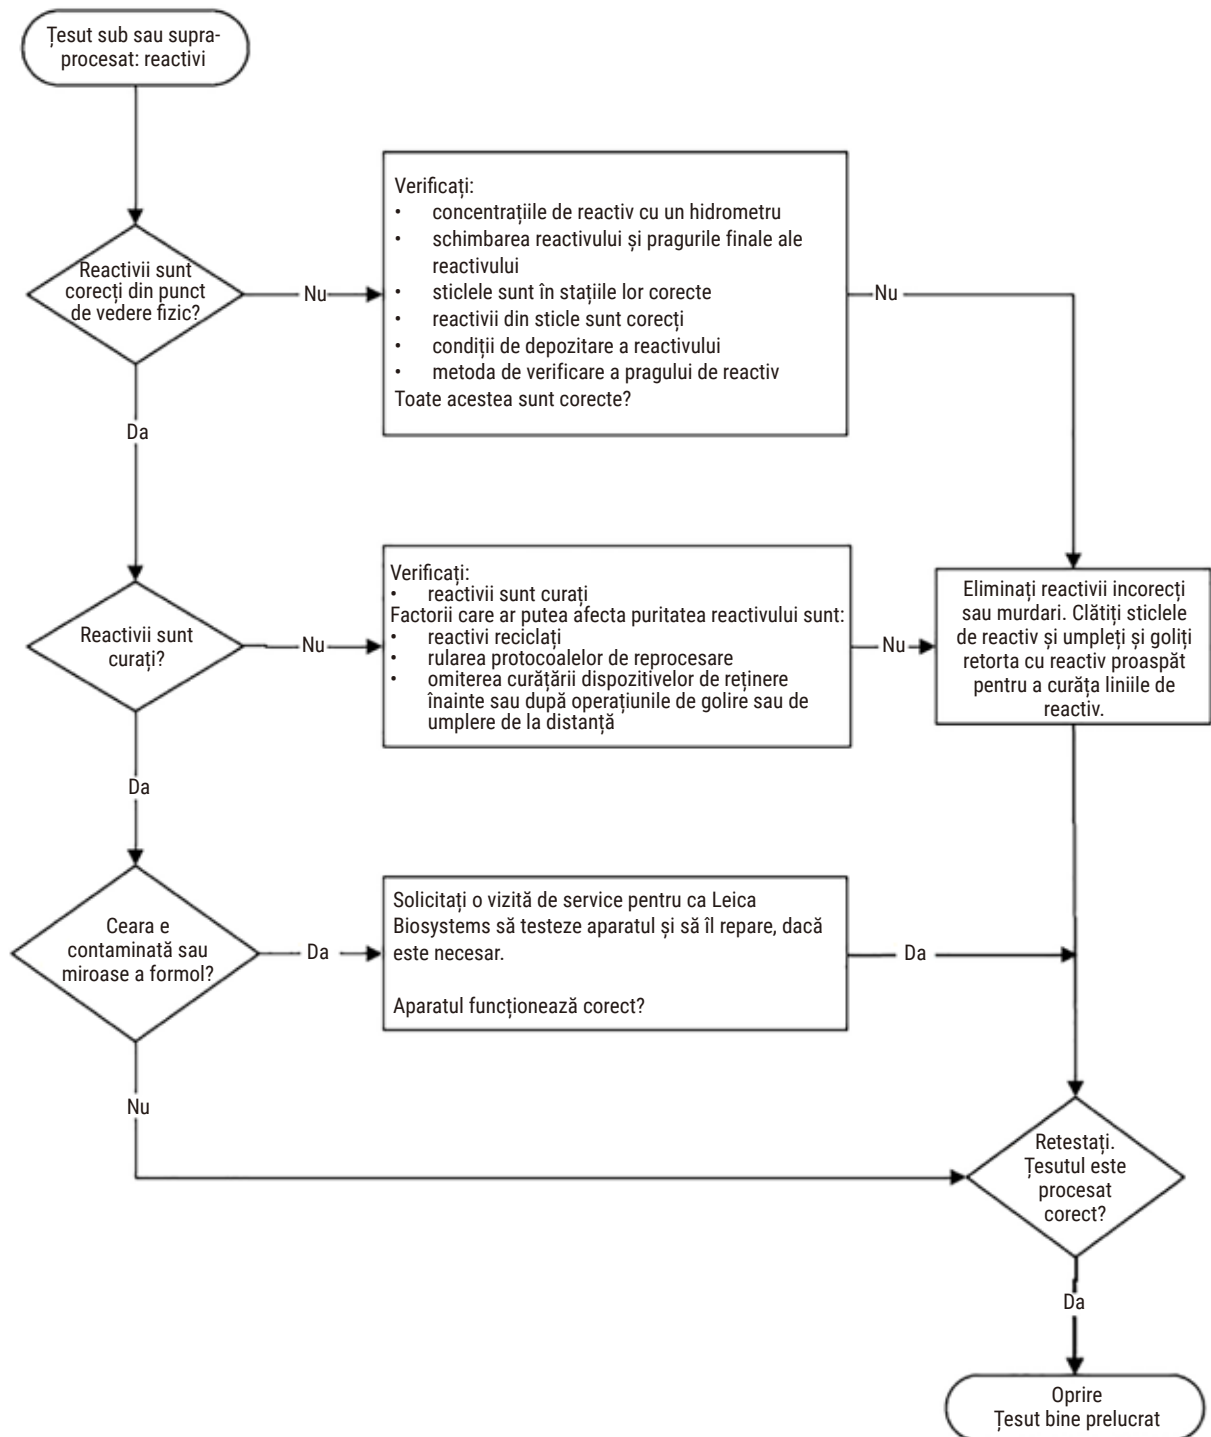 Țesut sub sau supra-
procesat: reactivi
Reactivii sunt
corecți din punct
de vedere fizic?
Nu
Verificați:
• concentrațiile de reactiv cu un hidrometru
• schimbarea reactivului și pragurile finale ale
reactivului
• sticlele sunt în stațiile lor corecte
• reactivii din sticle sunt corecți
• condiții de depozitare a reactivului
• metoda de verificare a pragului de reactiv
Toate acestea sunt corecte?
Nu
Da
Reactivii sunt
curați?
Nu
Verificați:
• reactivii sunt curați
Factorii care ar putea afecta puritatea reactivului sunt:
• reactivi reciclați
• rularea protocoalelor de reprocesare
• omiterea curățării dispozitivelor de reținere
înainte sau după operațiunile de golire sau de
umplere de la distanță
Nu
Eliminați reactivii incorecți
sau murdari. Clătiți sticlele
de reactiv și umpleți și goliți
retorta cu reactiv proaspăt
pentru a curăța liniile de
reactiv.
Da
Ceara e
contaminată sau
miroase a formol?
Da
Solicitați o vizită de service pentru ca Leica
Biosystems să testeze aparatul și să îl repare, dacă
este necesar.
Aparatul funcționează corect?
Da
Nu
Retestați.
Țesutul este
procesat
corect?
Da
Oprire
Țesut bine prelucrat